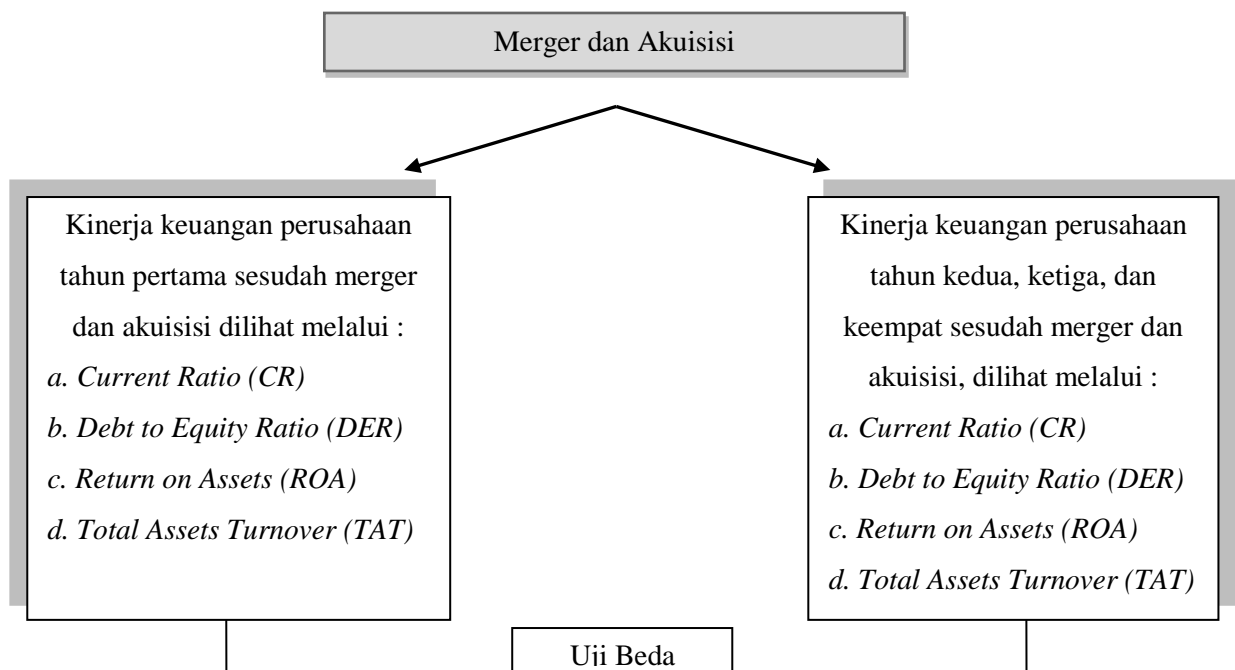 Merger dan Akuisisi
Kinerja keuangan perusahaan
tahun pertama sesudah merger
dan akuisisi dilihat melalui :
a. Current Ratio (CR)
b. Debt to Equity Ratio (DER)
c. Return on Assets (ROA)
d. Total Assets Turnover (TAT)
Kinerja keuangan perusahaan
tahun kedua, ketiga, dan
keempat sesudah merger dan
akuisisi, dilihat melalui :
a. Current Ratio (CR)
b. Debt to Equity Ratio (DER)
c. Return on Assets (ROA)
d. Total Assets Turnover (TAT)
Uji Beda